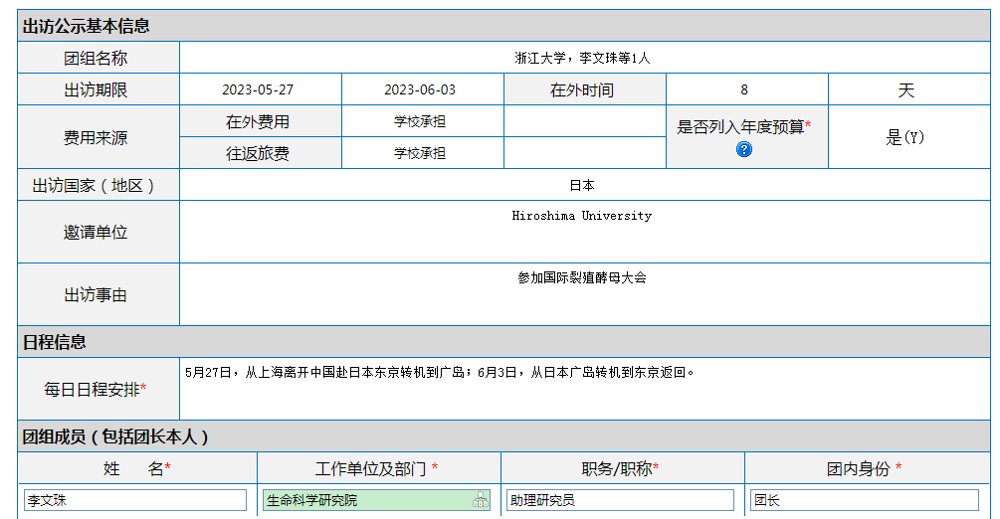 出访公示基本信息
团组名称 浙江大学，李文珠等1人
出访期限 2023-05-27 2023-06-03 在外时间 8 天
费用来源 在外费用 学校承担 是否列入年度预算* ? 是(Y)
往返旅费 学校承担
出访国家（地区） 日本
邀请单位 Hiroshima University
出访事由 参加国际裂殖酵母大会
日程信息
每日日程安排* 5月27日，从上海离开中国赴日本东京转机到广岛；6月3日，从日本广岛转机到东京返回。
团组成员（包括团长本人）
姓 名* 工作单位及部门 * 职务/职称* 团内身份 *
李文珠 生命科学研究院 助理研究员 团长